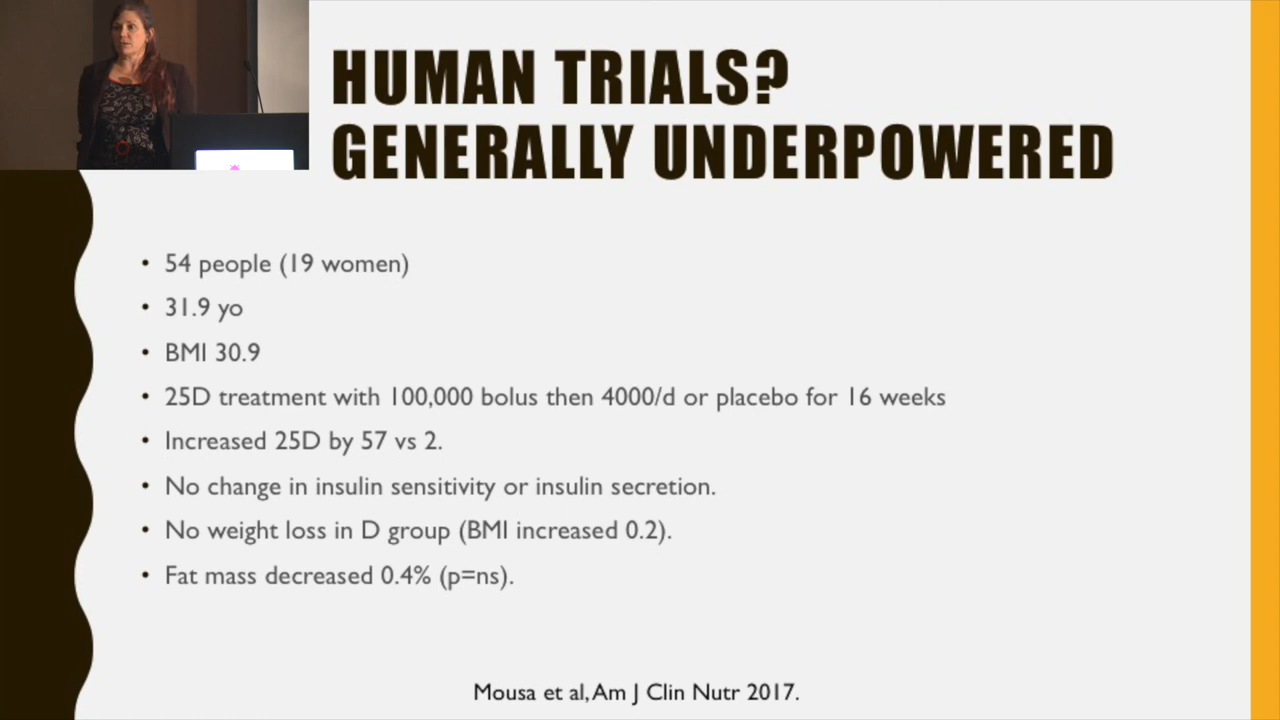 HUMAN TRIALS?
GENERALLY UNDERPOWERED
• 54 people (19 women)
• 31.9 yo
• BMI 30.9
• 25D treatment with 100,000 bolus then 4000/d or placebo for 16 weeks
• Increased 25D by 57 vs 2.
• No change in insulin sensitivity or insulin secretion.
• No weight loss in D group (BMI increased 0.2).
• Fat mass decreased 0.4% (p=ns).
Mousa et al, Am J Clin Nutr 2017.